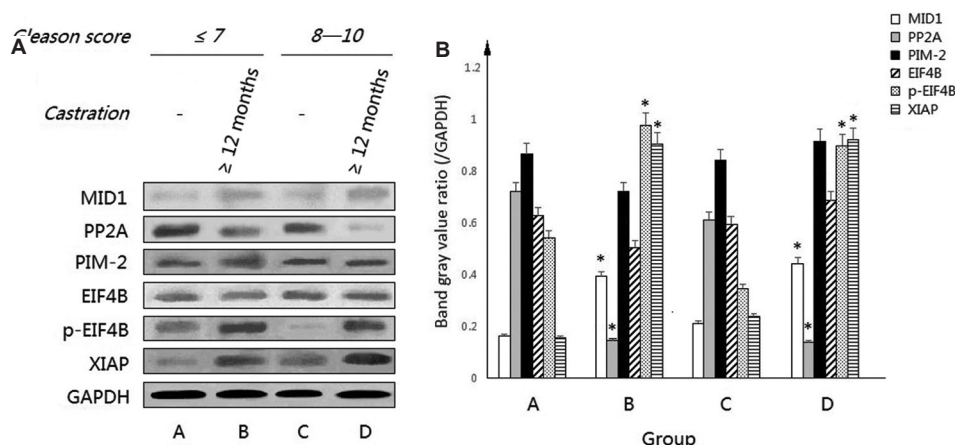 A
Gleason score ≤ 7 8—10
Castration - ≥ 12 months - ≥ 12 months
MID1
PP2A
PIM-2
EIF4B
p-EIF4B
XIAP
GAPDH
A B C D
B
MID1
PP2A
PIM-2
EIF4B
p-EIF4B
XIAP
Band gray value ratio (/GAPDH)
1.2
1
0.8
0.6
0.4
0.2
0
* * * * * * * *
A B C D
Group